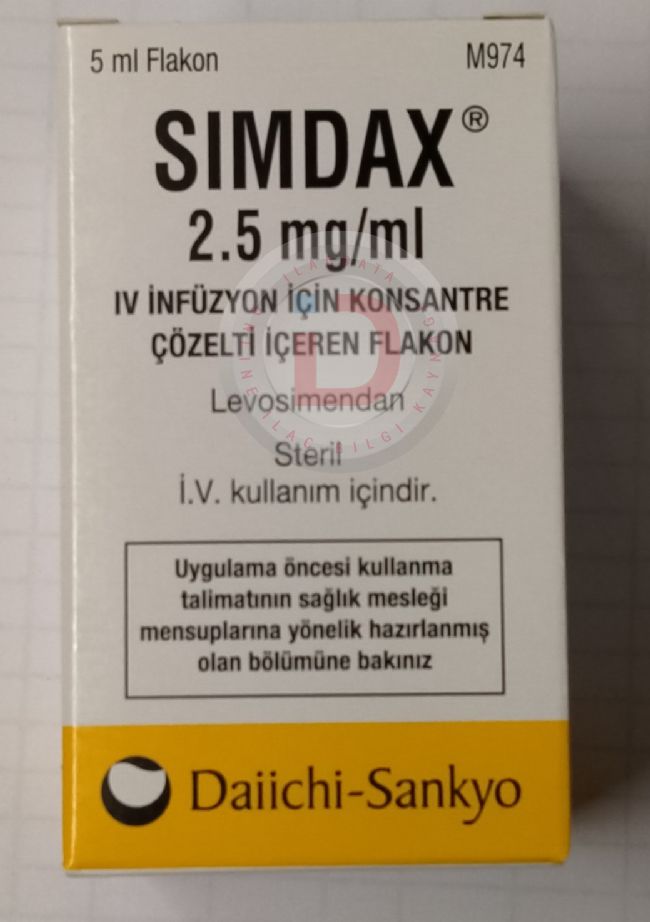 5 ml Flakon
M974
SIMDAX®
2.5 mg/ml
IV İNFÜZYON İÇİN KONSANTRE
ÇÖZELTİ İÇEREN FLAKON
Levosimendan
Steril
İ.V. kullanım içindir.
Uygulama öncesi kullanma
talimatının sağlık mesleği
mensuplarına yönelik hazırlanmış
olan bölümüne bakınız
Daiichi-Sankyo